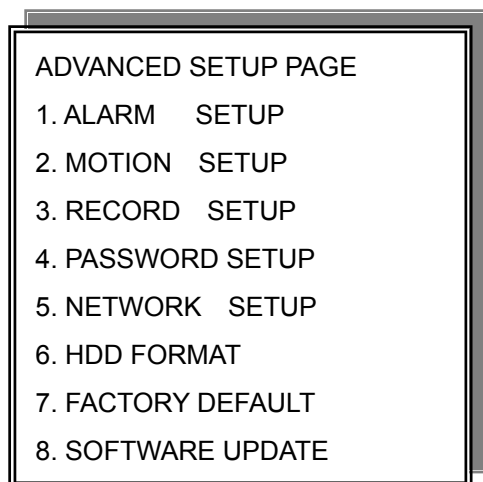 ADVANCED SETUP PAGE
1. ALARM SETUP
2. MOTION SETUP
3. RECORD SETUP
4. PASSWORD SETUP
5. NETWORK SETUP
6. HDD FORMAT
7. FACTORY DEFAULT
8. SOFTWARE UPDATE